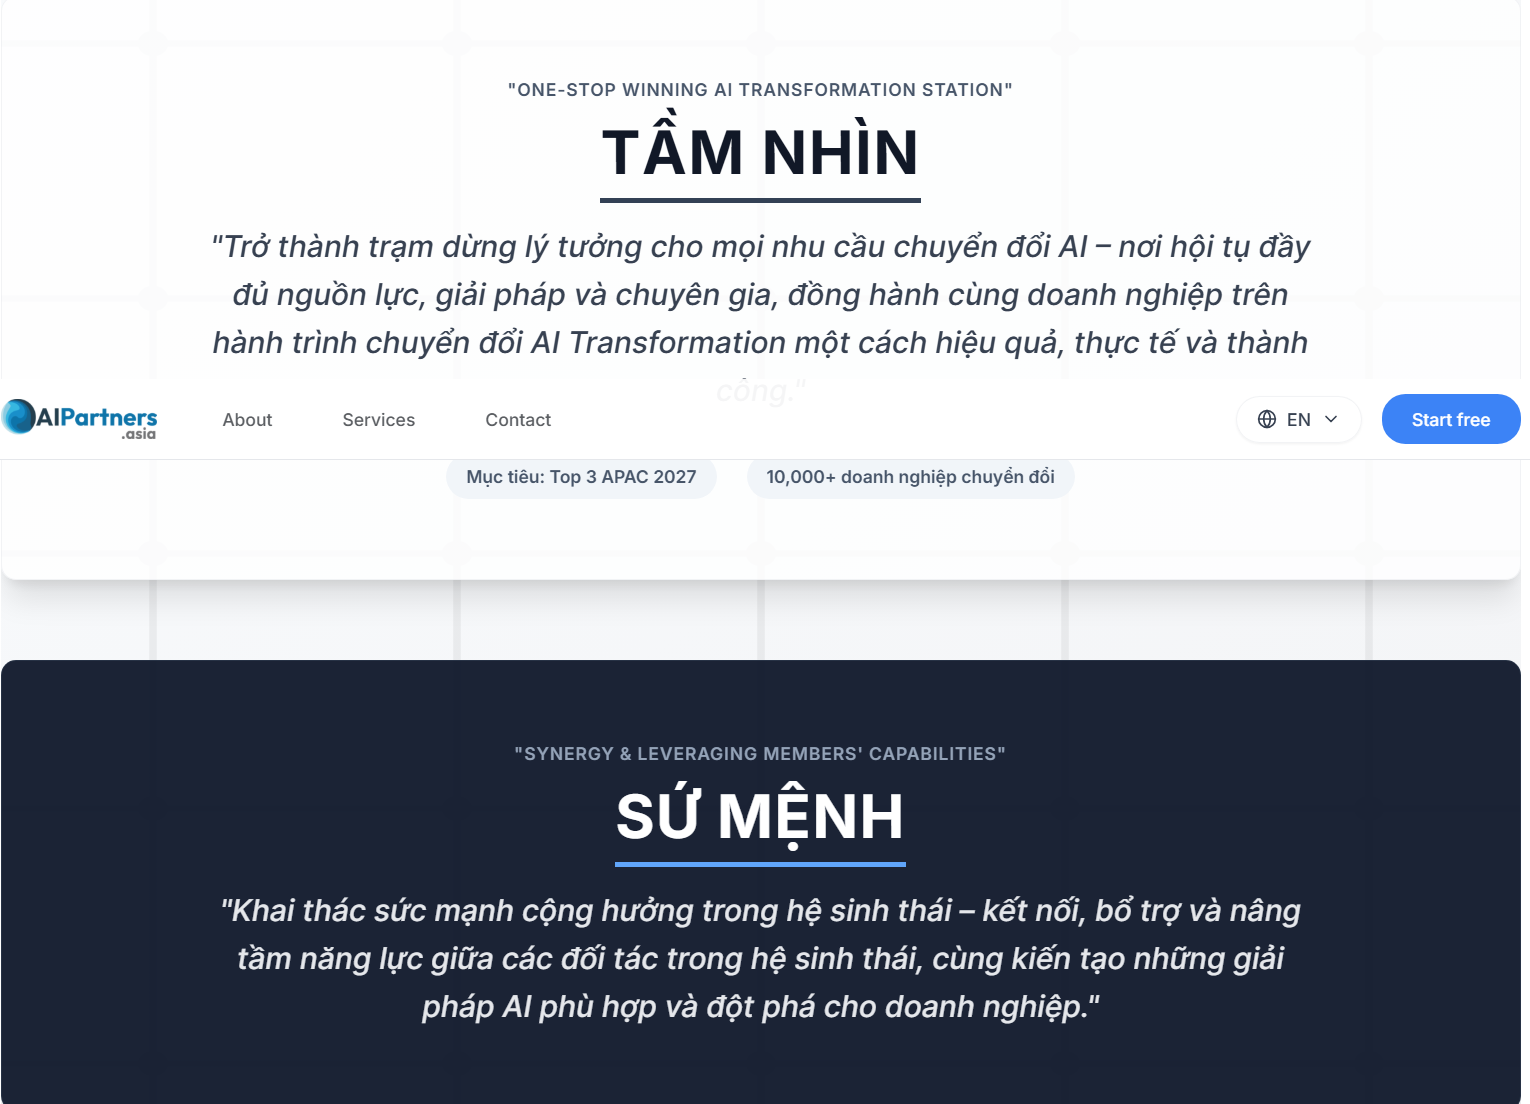 "ONE-STOP WINNING AI TRANSFORMATION STATION"
TẦM NHÌN
"Trở thành trạm dừng lý tưởng cho mọi nhu cầu chuyển đổi AI – nơi hội tụ đầy
đủ nguồn lực, giải pháp và chuyên gia, đồng hành cùng doanh nghiệp trên
hành trình chuyển đổi AI Transformation một cách hiệu quả, thực tế và thành
công."
AIPartners
.asia
About
Services
Contact
EN
Start free
Mục tiêu: Top 3 APAC 2027
10,000+ doanh nghiệp chuyển đổi
"SYNERGY & LEVERAGING MEMBERS' CAPABILITIES"
SỨ MỆNH
"Khai thác sức mạnh cộng hưởng trong hệ sinh thái – kết nối, bổ trợ và nâng
tầm năng lực giữa các đối tác trong hệ sinh thái, cùng kiến tạo những giải
pháp AI phù hợp và đột phá cho doanh nghiệp."